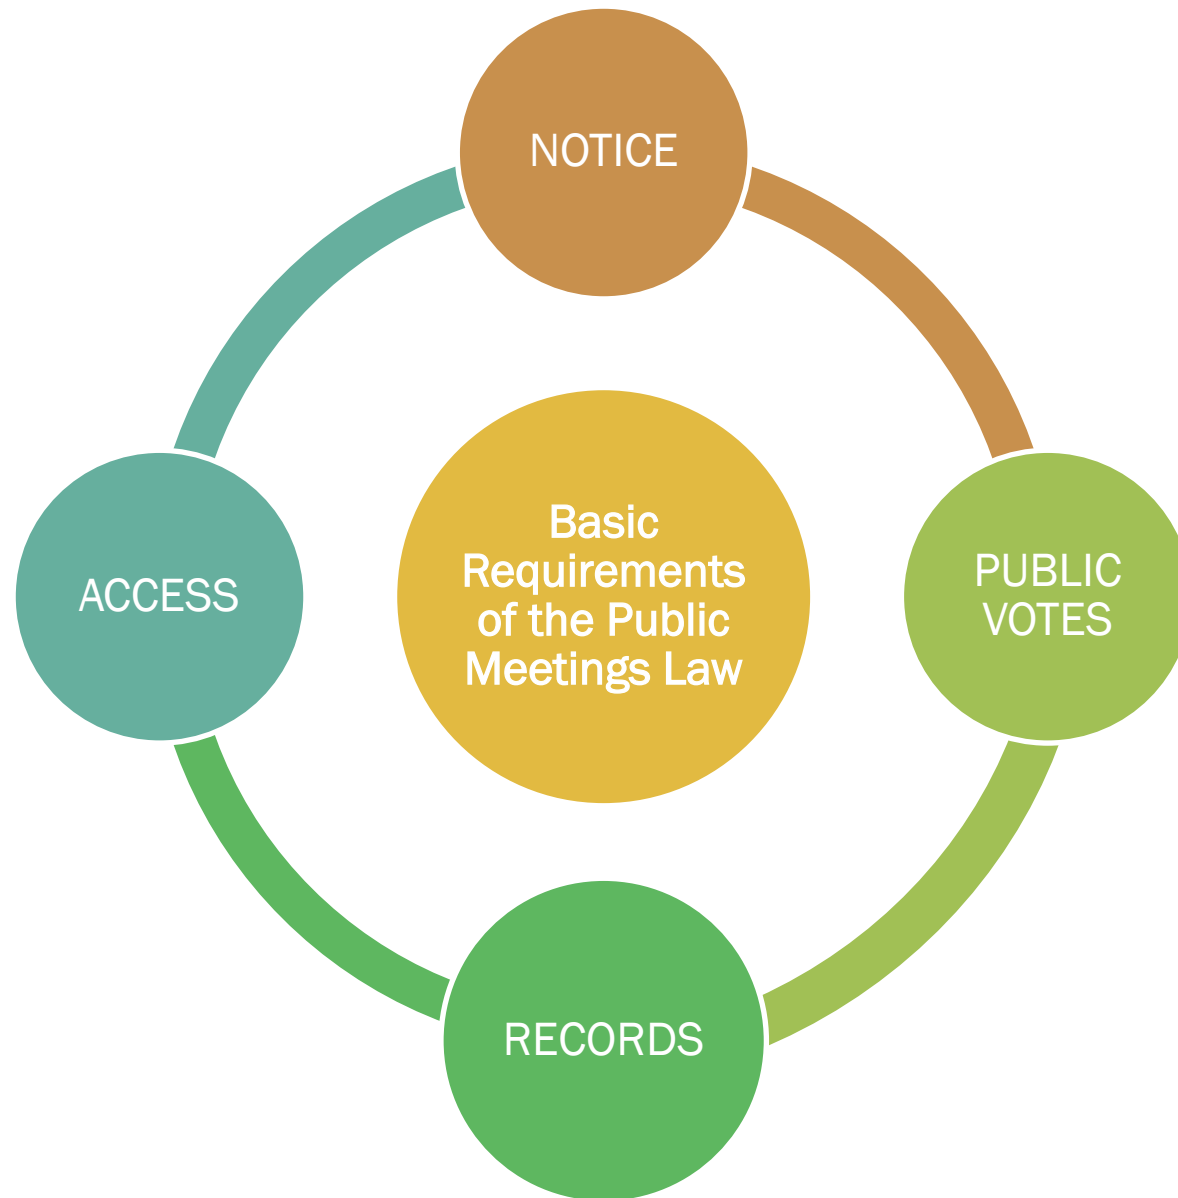 NOTICE
ACCESS
Basic
Requirements
of the Public
Meetings Law
PUBLIC
VOTES
RECORDS